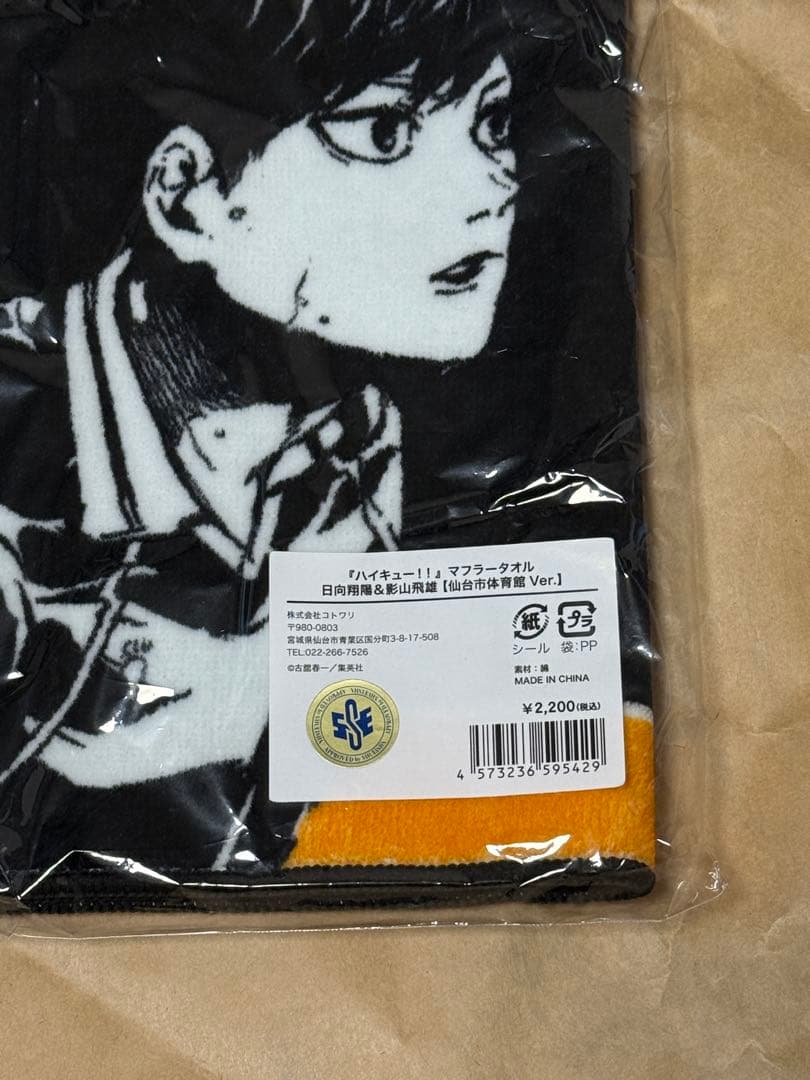 『ハイキュー!!』マフラータオル
日向翔陽&影山飛雄【仙台市体育館 Ver.】
株式会社コトワリ
〒980-0803
宮城県仙台市青葉区国分町3-8-17-508
TEL:022-266-7526
©古舘春一／集英社
紙
プラ
シール 袋:PP
素材：綿
MADE IN CHINA
¥2,200(税込)
4 573236 595429